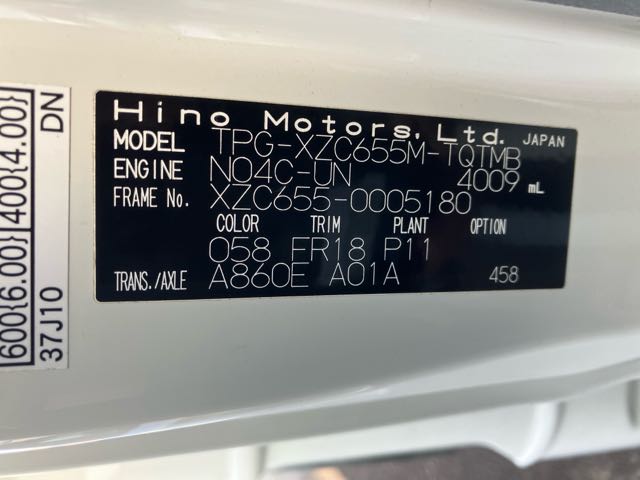 Hino Motors, Ltd. JAPAN
MODEL TPG-XZC655M-TQTMB
ENGINE N04C-UN 4009 mL
FRAME No. XZC655-0005180
COLOR TRIM PLANT OPTION
058 FR18 P11
TRANS./AXLE A860E A01A 458
600{6.00} 400{4.00}
37J10 DN